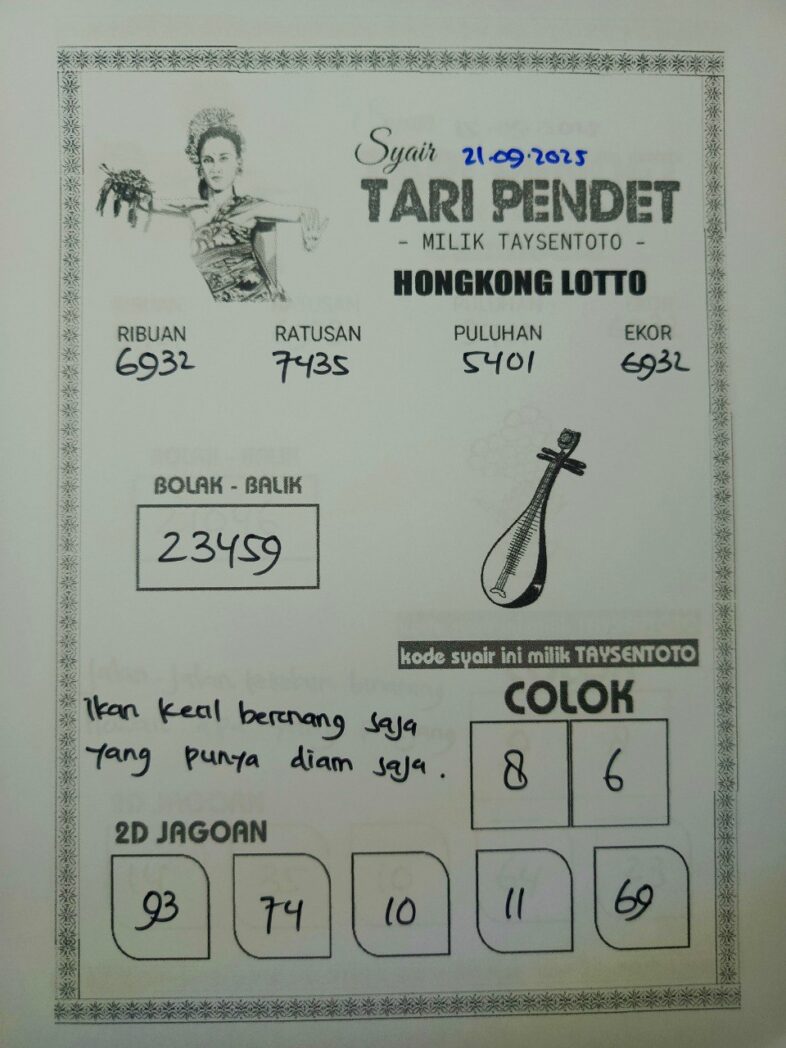 Syair 21.09.2025
TARI PENDET
- MILIK TAYSENTOTO -
HONGKONG LOTTO
RIBUAN RATUSAN PULUHAN EKOR
6932 7435 5401 6932
BOLAK - BALIK
23459
kode syair ini milik TAYSENTOTO
COLOK
8 6
Ikan Kecil berenang saja
Yang punya diam saja.
2D JAGOAN
93 74 10 11 69